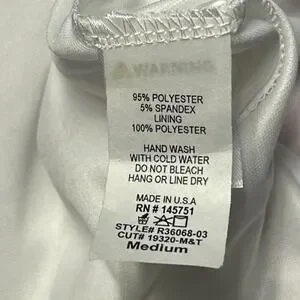 WARNING
95% POLYESTER
5% SPANDEX
LINING
100% POLYESTER
HAND WASH
WITH COLD WATER
DO NOT BLEACH
HANG OR LINE DRY
MADE IN U.S.A
RN # 145751
STYLE# R36068-03
CUT# 19320-M&T
Medium